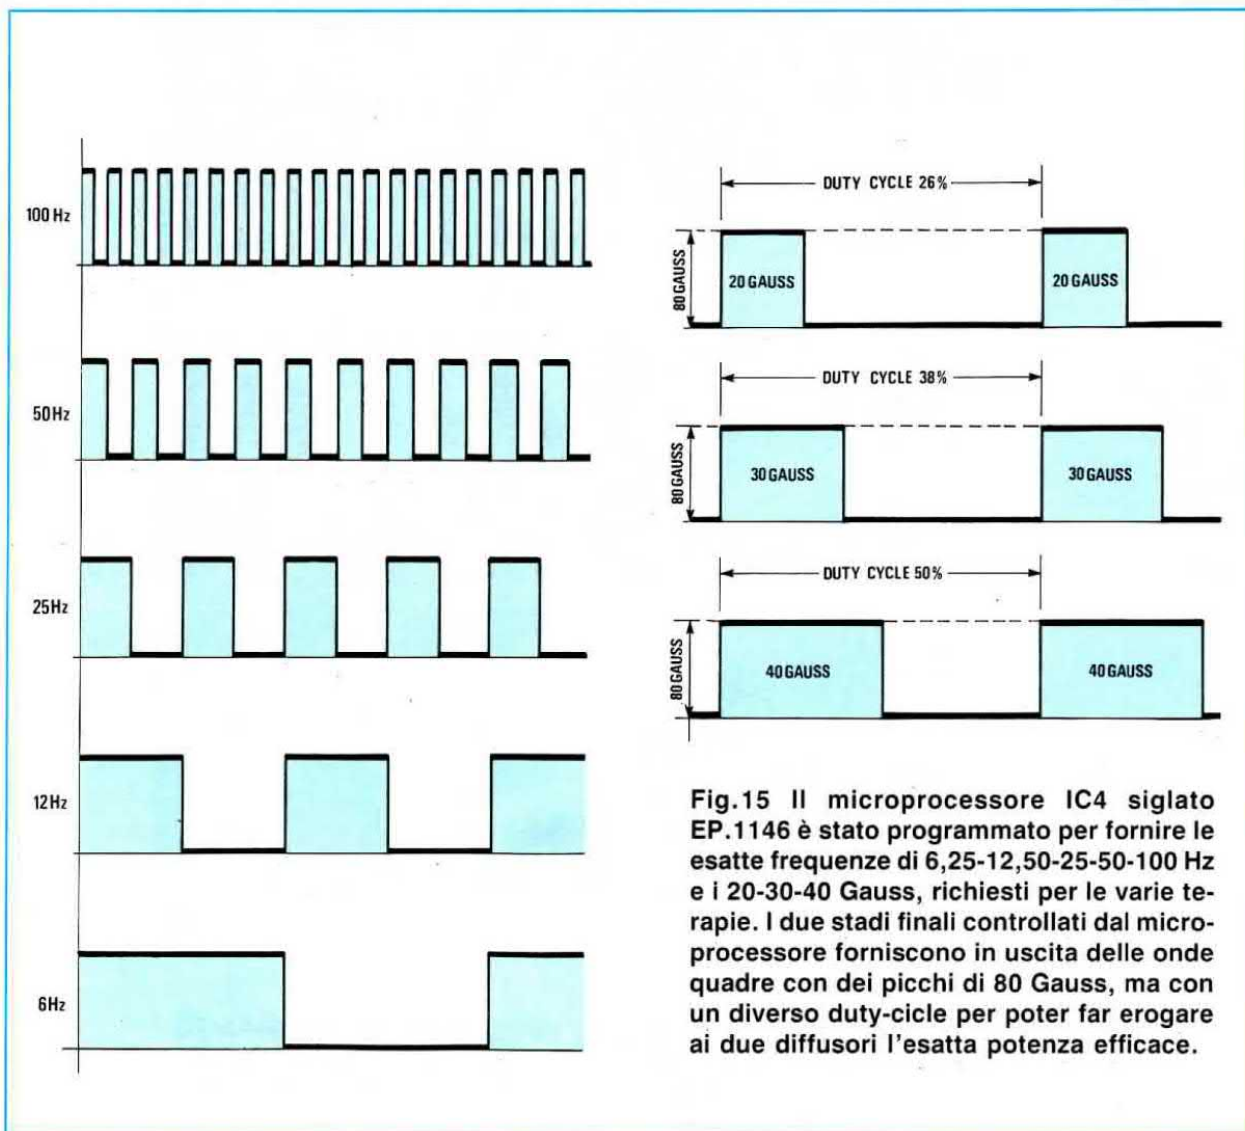 100 Hz
50Hz
25Hz
12Hz
6Hz
DUTY CYCLE 26%
80 GAUSS
20 GAUSS
20 GAUSS
DUTY CYCLE 38%
80 GAUSS
30 GAUSS
30 GAUSS
DUTY CYCLE 50%
80 GAUSS
40 GAUSS
40 GAUSS
Fig.15 Il microprocessore IC4 siglato
EP.1146 è stato programmato per fornire le
esatte frequenze di 6,25-12,50-25-50-100 Hz
e i 20-30-40 Gauss, richiesti per le varie te-
rapie. I due stadi finali controllati dal micro-
processore forniscono in uscita delle onde
quadre con dei picchi di 80 Gauss, ma con
un diverso duty-cicle per poter far erogare
ai due diffusori l'esatta potenza efficace.